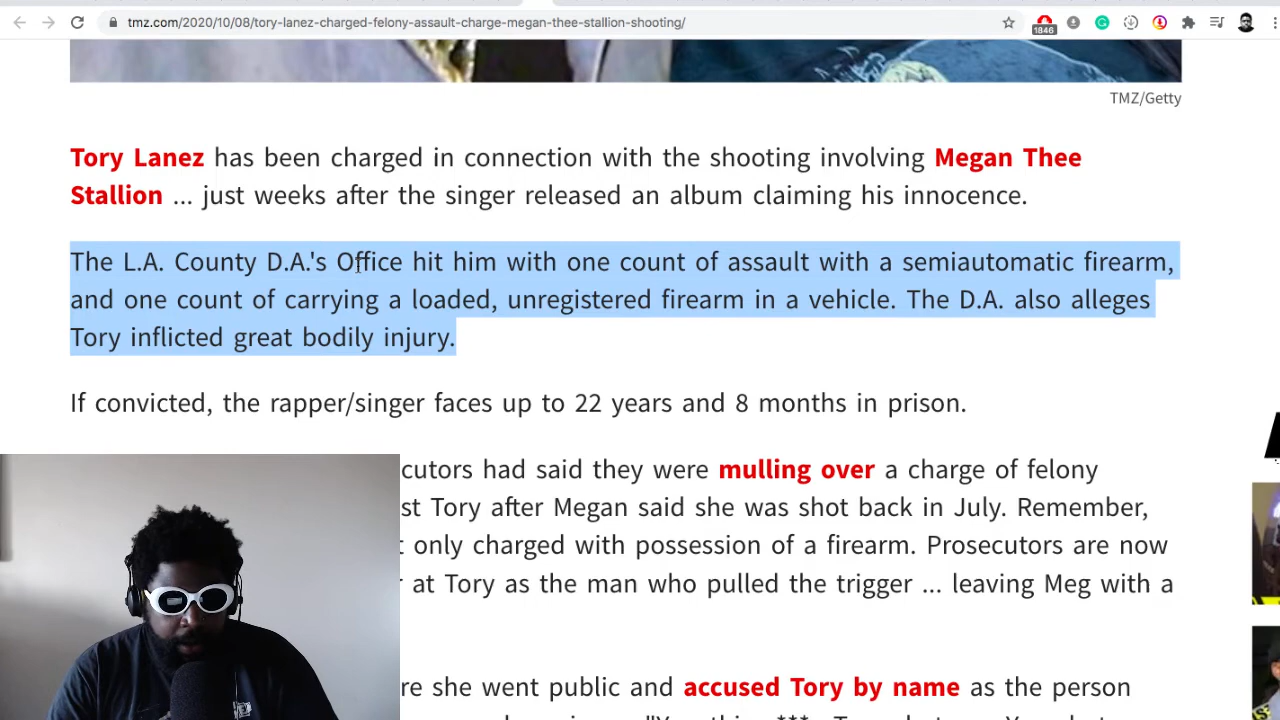 tmz.com/2020/10/08/tory-lanez-charged-felony-assault-charge-megan-thee-stallion-shooting/
1846
TMZ/Getty
Tory Lanez has been charged in connection with the shooting involving Megan Thee
Stallion ... just weeks after the singer released an album claiming his innocence.
The L.A. County D.A.'s Office hit him with one count of assault with a semiautomatic firearm,
and one count of carrying a loaded, unregistered firearm in a vehicle. The D.A. also alleges
Tory inflicted great bodily injury.
If convicted, the rapper/singer faces up to 22 years and 8 months in prison.
cutors had said they were mulling over a charge of felony
st Tory after Megan said she was shot back in July. Remember,
t only charged with possession of a firearm. Prosecutors are now
r at Tory as the man who pulled the trigger ... leaving Meg with a
re she went public and accused Tory by name as the person